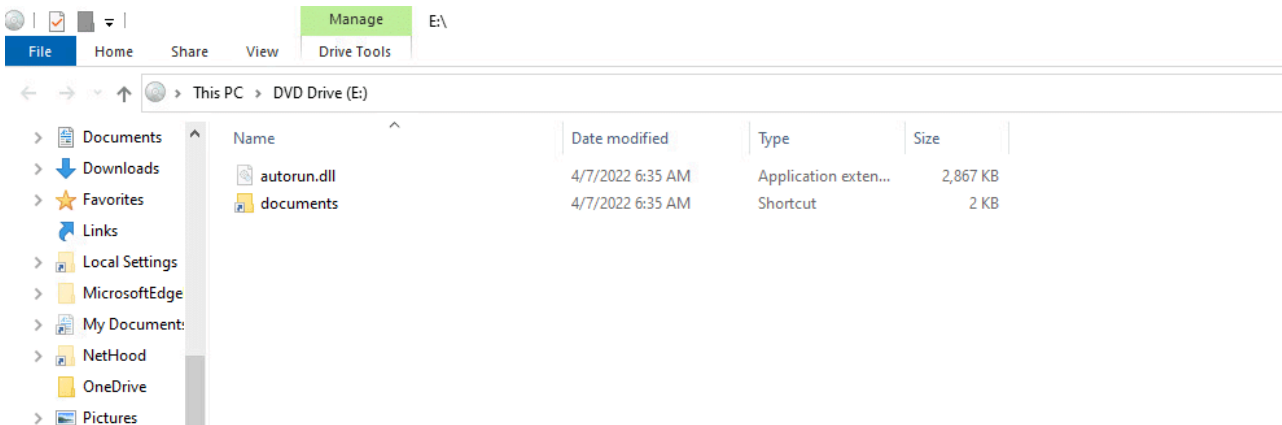 Manage E:\
File Home Share View Drive Tools
This PC > DVD Drive (E:)
Name Date modified Type Size
autorun.dll 4/7/2022 6:35 AM Application exten... 2,867 KB
documents 4/7/2022 6:35 AM Shortcut 2 KB
Documents
Downloads
Favorites
Links
Local Settings
MicrosoftEdge
My Documents
NetHood
OneDrive
Pictures